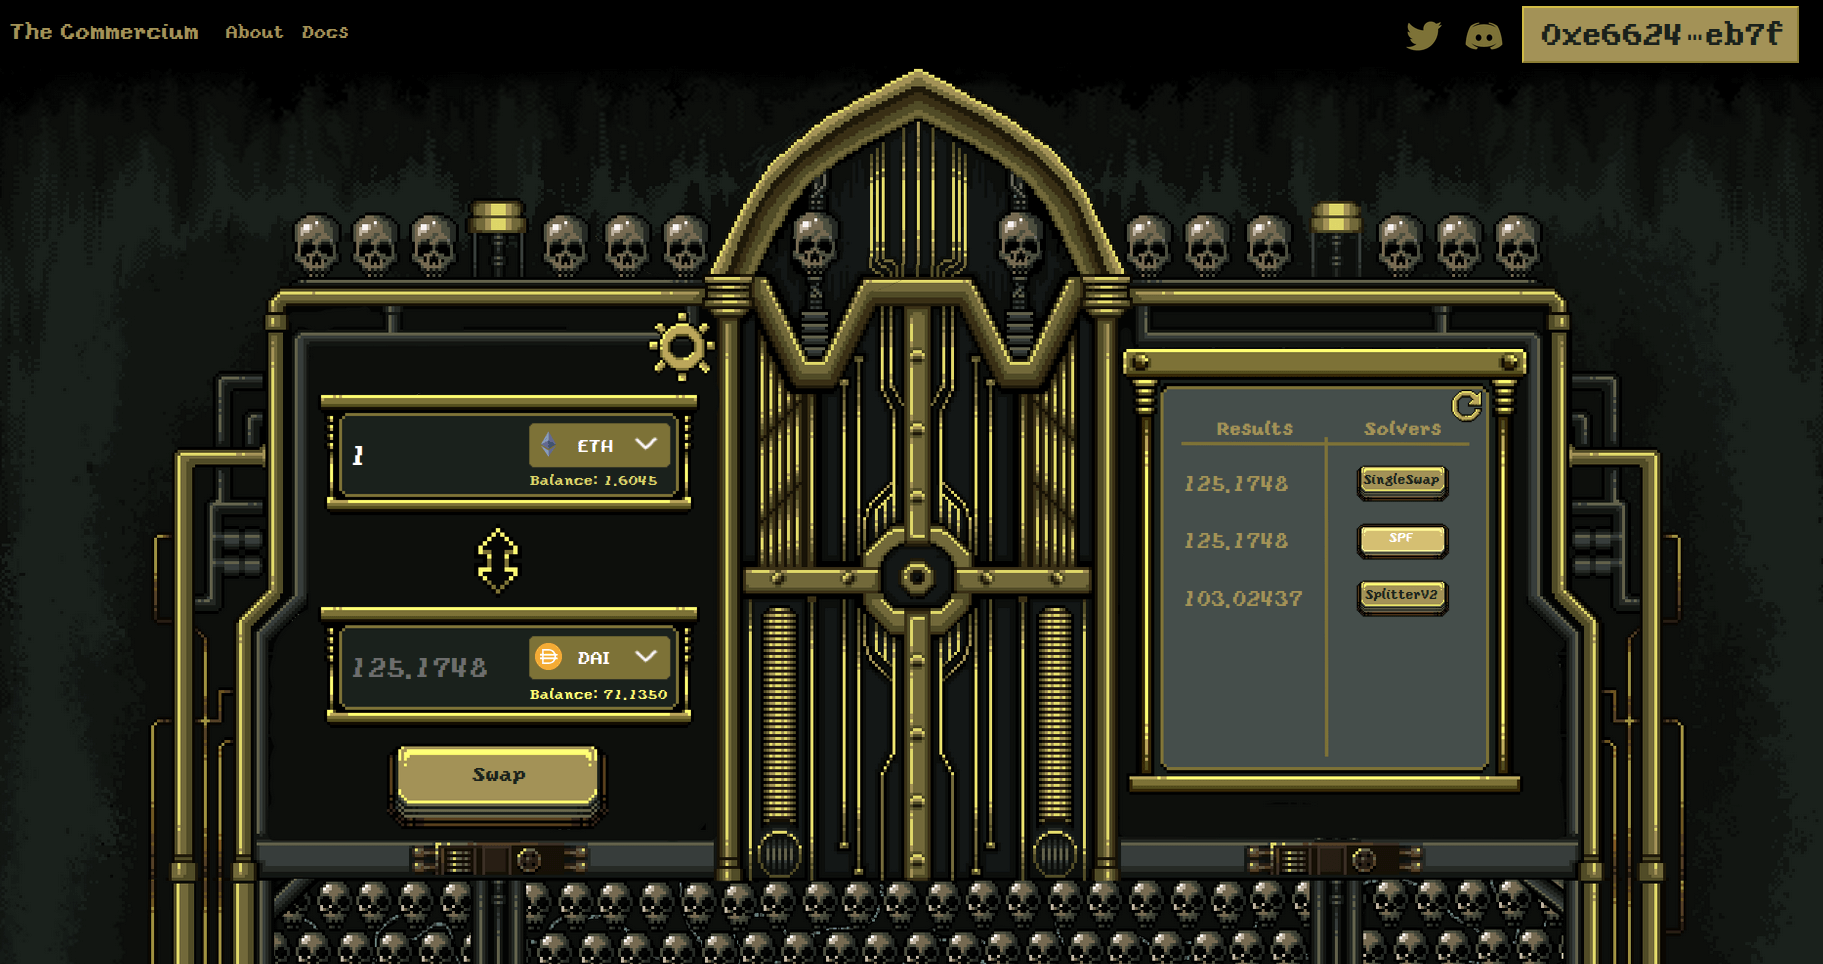 The Commercium About Docs
0xe6624...eb7f
1
ETH
Balance: 1.6045
125.1748
DAI
Balance: 71.1350
Swap
Results Solvers
125.1748 SingleSwap
125.1748 SPF
103.02437 SplitterV2